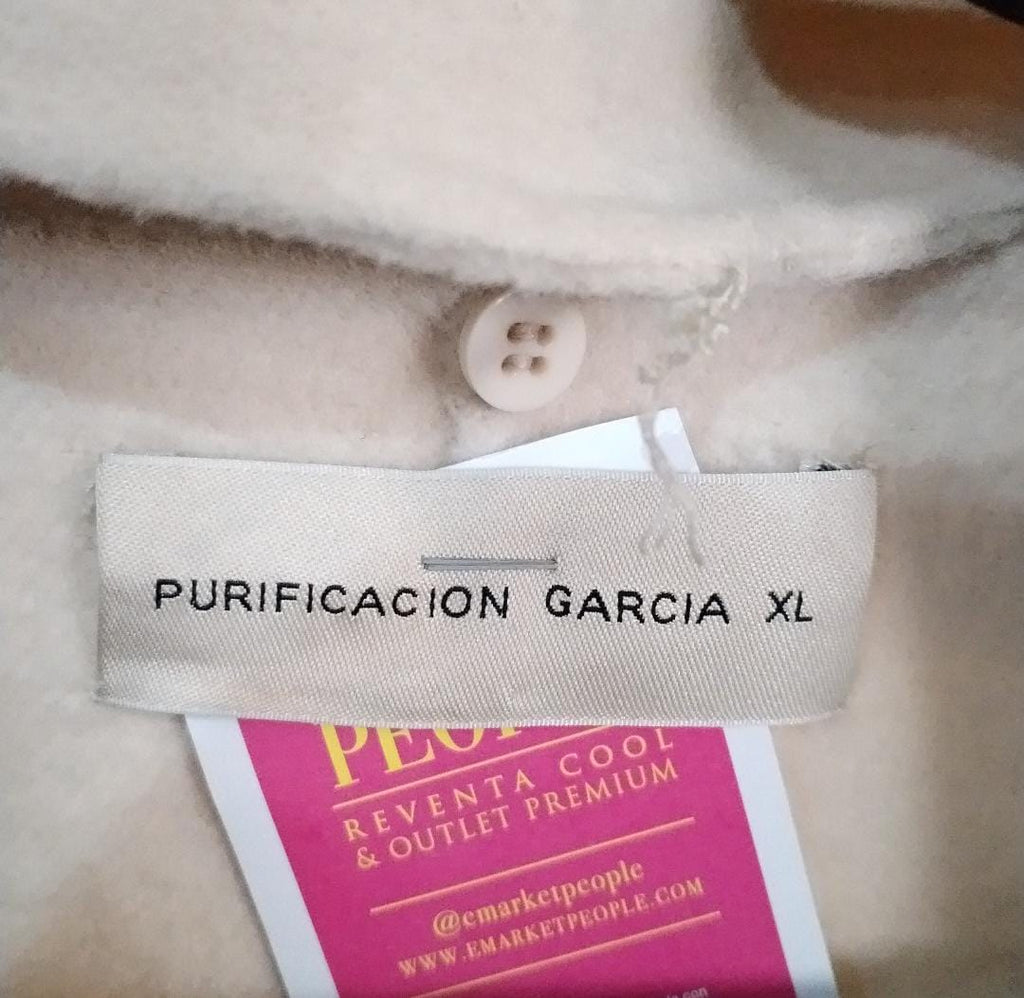 PURIFICACION GARCIA XL
REVENTA COOL
& OUTLET PREMIUM
@emarketpeople
WWW.EMARKETPEOPLE.COM